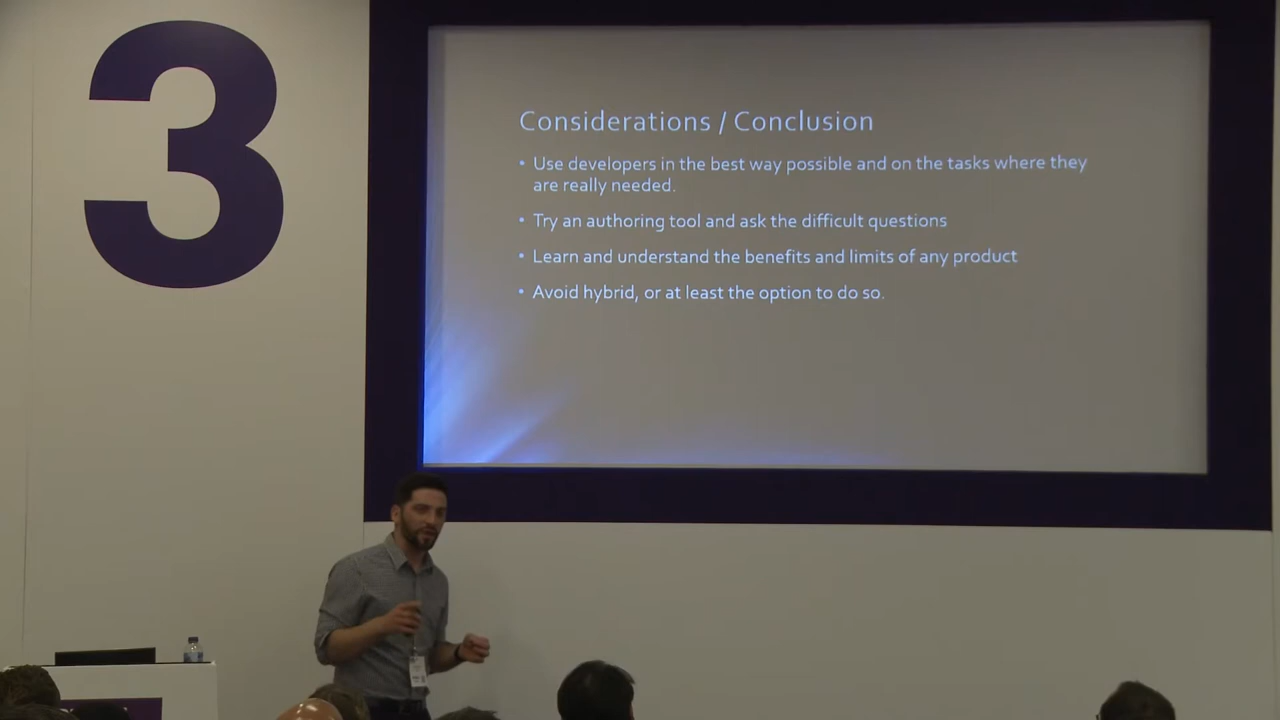 3
Considerations / Conclusion
• Use developers in the best way possible and on the tasks where they
are really needed.
• Try an authoring tool and ask the difficult questions
• Learn and understand the benefits and limits of any product
• Avoid hybrid, or at least the option to do so.